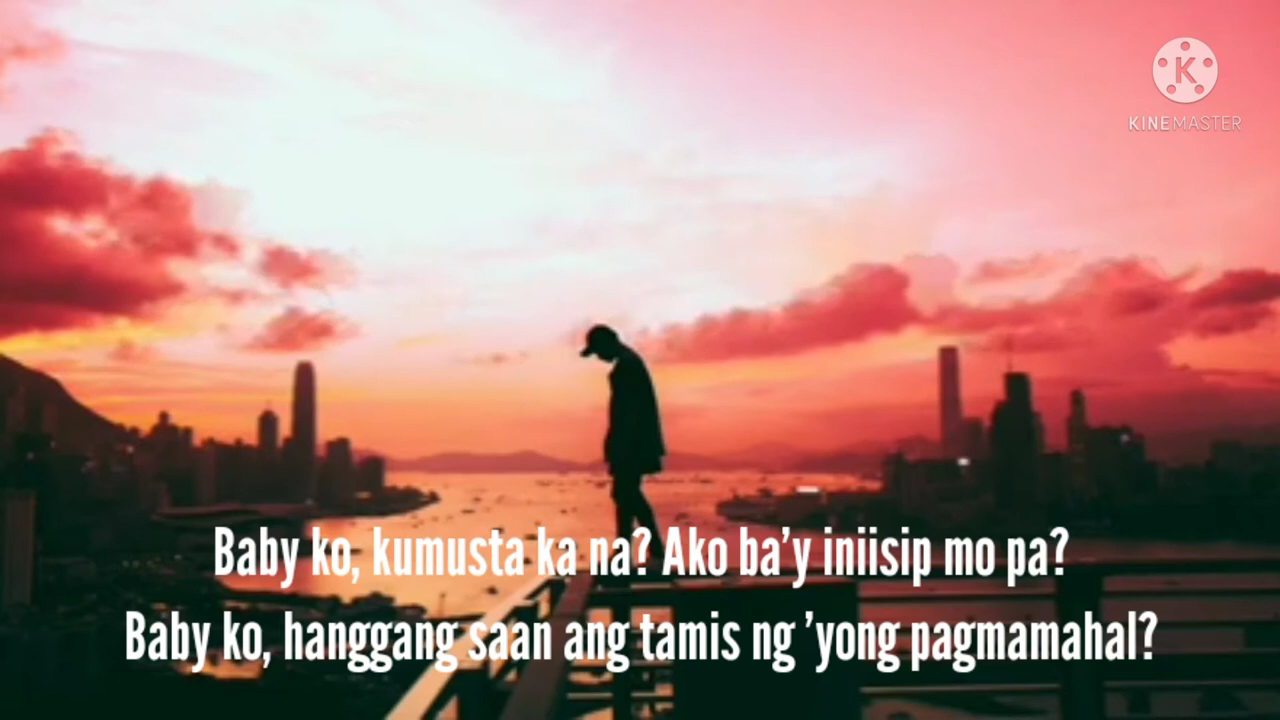 K
KINEMASTER
Baby ko, kumusta ka na? Ako ba’y iniisip mo pa?
Baby ko, hanggang saan ang tamis ng ’yong pagmamahal?